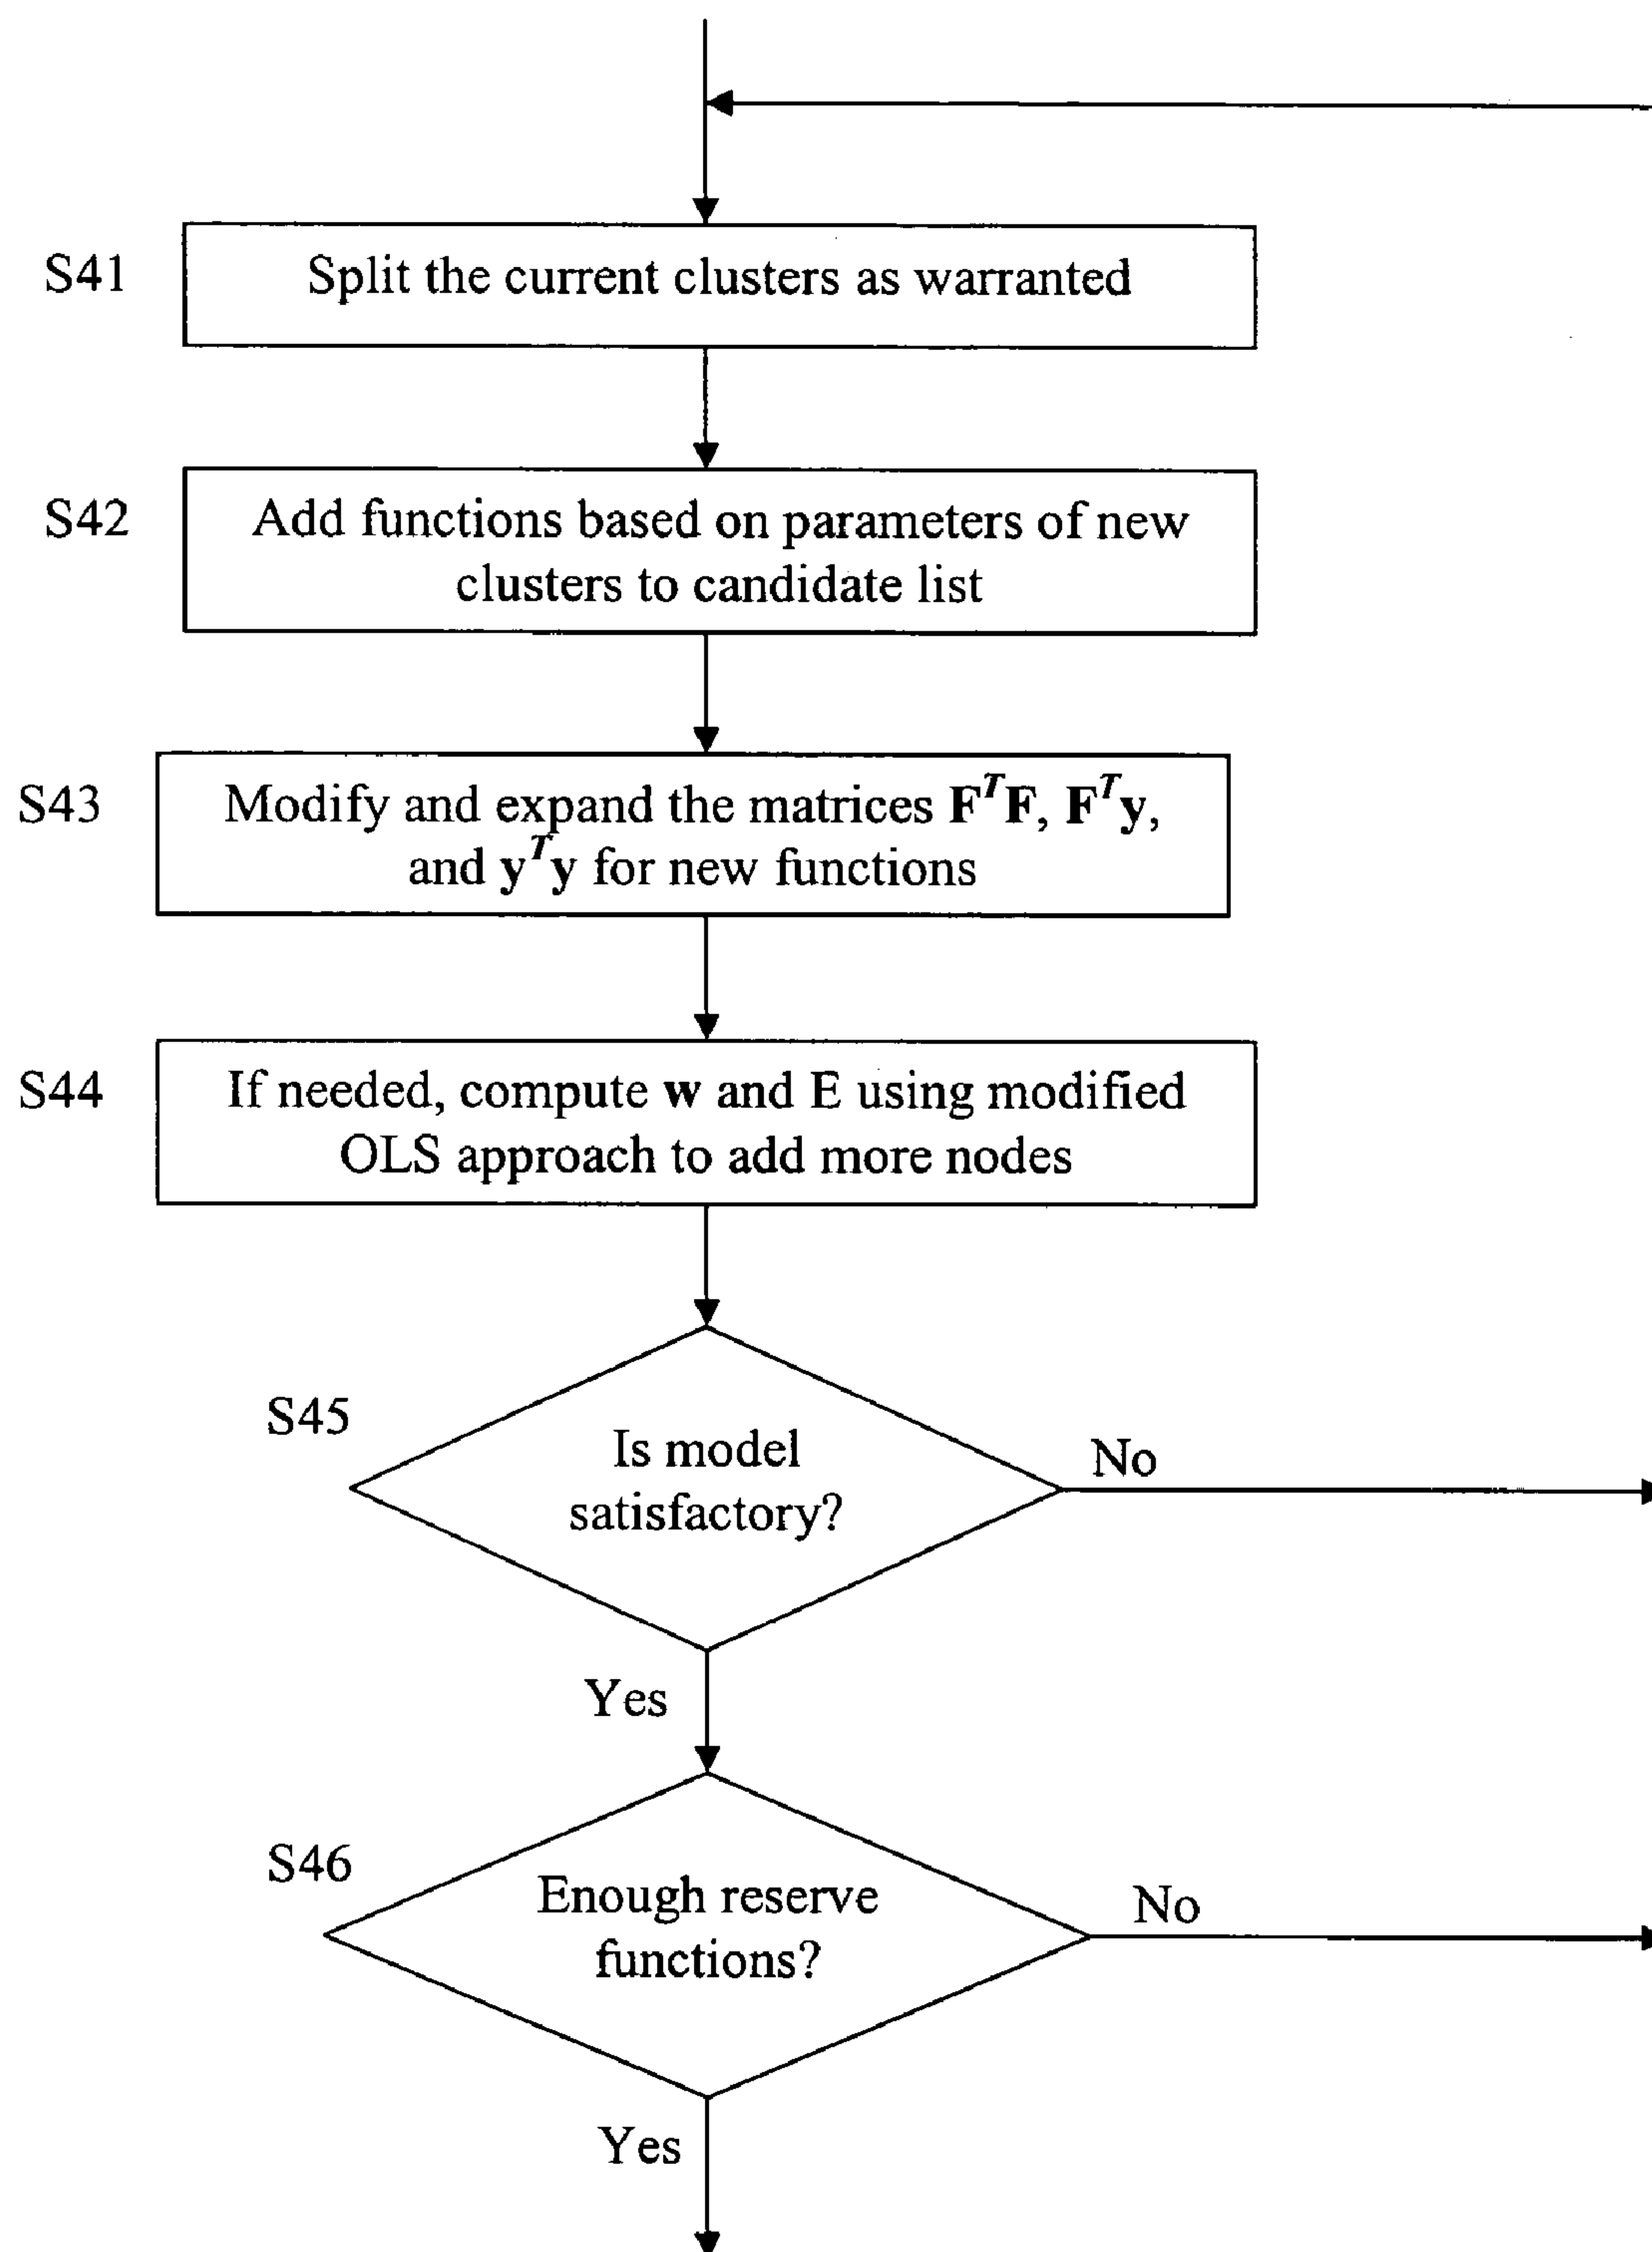 S41
Split the current clusters as warranted
S42
Add functions based on parameters of new
clusters to candidate list
S43
Modify and expand the matrices F^T F, F^T y,
and y^T y for new functions
S44
If needed, compute w and E using modified
OLS approach to add more nodes
S45
Is model
satisfactory?
No
Yes
S46
Enough reserve
functions?
No
Yes